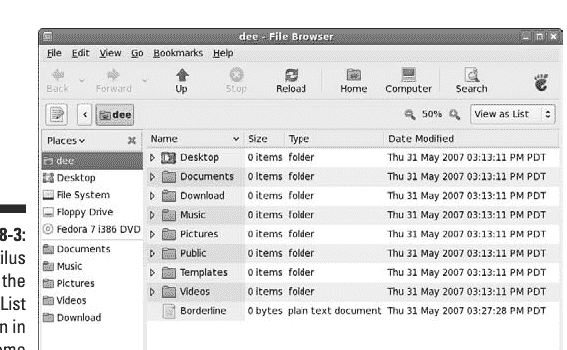 dee - File Browser
File Edit View Go Bookmarks Help
Back Forward Up Stop Reload Home Computer Search
dee 50% View as List
Places Name Size Type Date Modified
dee
Desktop
File System
Floppy Drive
Fedora 7 i386 DVD
Documents
Music
Pictures
Videos
Download
Desktop 0 items folder Thu 31 May 2007 03:13:11 PM PDT
Documents 0 items folder Thu 31 May 2007 03:13:11 PM PDT
Download 0 items folder Thu 31 May 2007 03:13:11 PM PDT
Music 0 items folder Thu 31 May 2007 03:13:11 PM PDT
Pictures 0 items folder Thu 31 May 2007 03:13:11 PM PDT
Public 0 items folder Thu 31 May 2007 03:13:11 PM PDT
Templates 0 items folder Thu 31 May 2007 03:13:11 PM PDT
Videos 0 items folder Thu 31 May 2007 03:13:11 PM PDT
Borderline 0 bytes plain text document Thu 31 May 2007 03:27:28 PM PDT
8-3:
ilus
the
List
n in